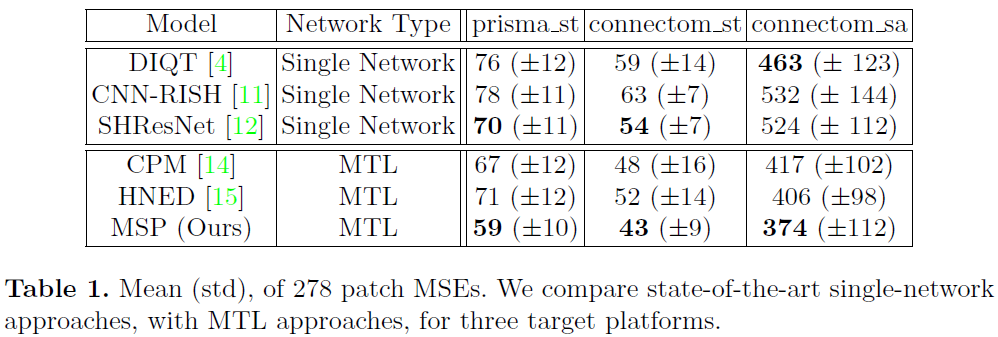 Model Network Type prisma_st connectom_st connectom_sa
DIQT [4] Single Network 76 (±12) 59 (±14) 463 (± 123)
CNN-RISH [11] Single Network 78 (±11) 63 (±7) 532 (± 144)
SHResNet [12] Single Network 70 (±11) 54 (±7) 524 (± 112)
CPM [14] MTL 67 (±12) 48 (±16) 417 (±102)
HNED [15] MTL 71 (±12) 52 (±14) 406 (±98)
MSP (Ours) MTL 59 (±10) 43 (±9) 374 (±112)
Table 1. Mean (std), of 278 patch MSEs. We compare state-of-the-art single-network
approaches, with MTL approaches, for three target platforms.